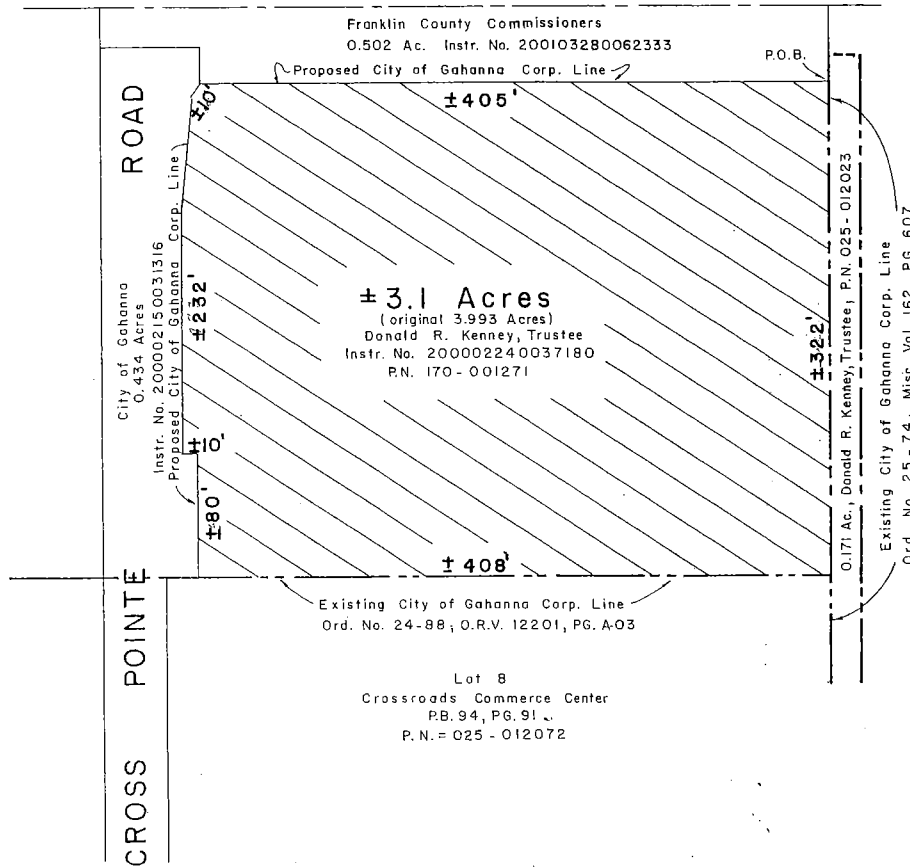 Franklin County Commissioners
0.502 Ac. Instr. No. 200103280062333
Proposed City of Gahanna Corp. Line
P.O.B.
±405'
±10'
ROAD
City of Gahanna
0.434 Acres
Instr. No. 200002150031316
Proposed City of Gahanna Corp. Line
±232'
±3.1 Acres
(original 3.993 Acres)
Donald R. Kenney, Trustee
Instr. No. 200002240037180
P.N. 170-001271
±322'
0.171 Ac., Donald R. Kenney, Trustee; P.N. 025-012023
Existing City of Gahanna Corp. Line
Ord. No. 25-74, Misc. Vol. 162, PG. 607
±10'
±80'
±408'
Existing City of Gahanna Corp. Line
Ord. No. 24-88; O.R.V. 12201, PG. A-03
Lot 8
Crossroads Commerce Center
P.B. 94, PG. 91
P.N. = 025-012072
CROSS POINTE